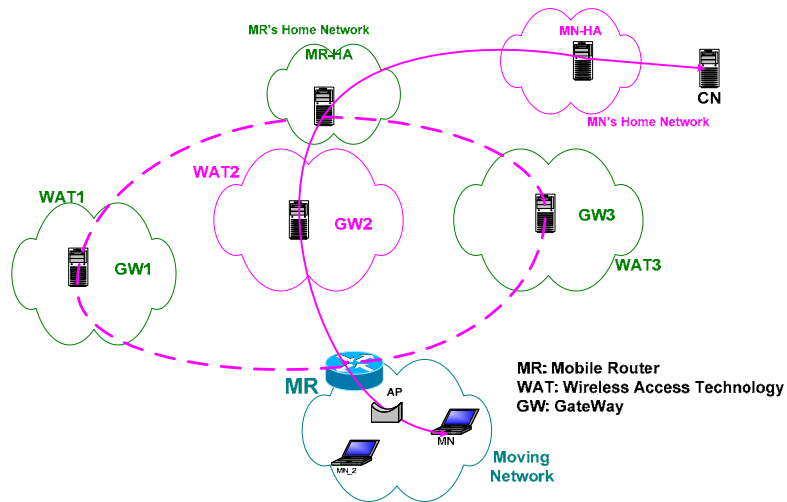 MR's Home Network
MR-HA
MN-HA
CN
MN's Home Network
WAT2
WAT1
GW2
GW3
GW1
WAT3
MR
AP
MN
MN_2
Moving
Network
MR: Mobile Router
WAT: Wireless Access Technology
GW: GateWay